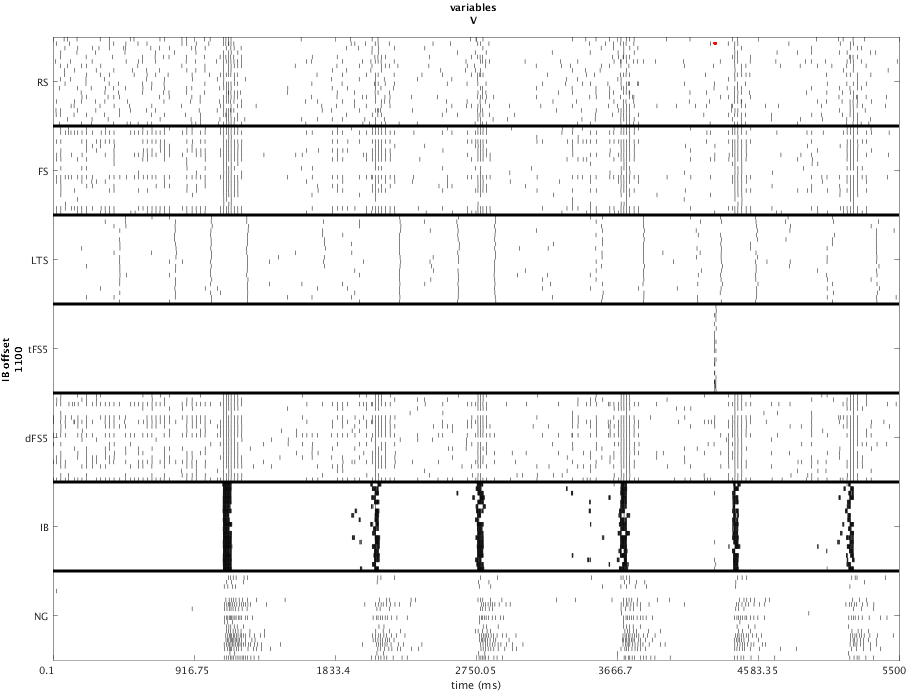 variables
V
RS
FS
LTS
tFS5
dFS5
IB
NG
IB offset
1100
0.1 916.75 1833.4 2750.05 3666.7 4583.35 5500
time (ms)